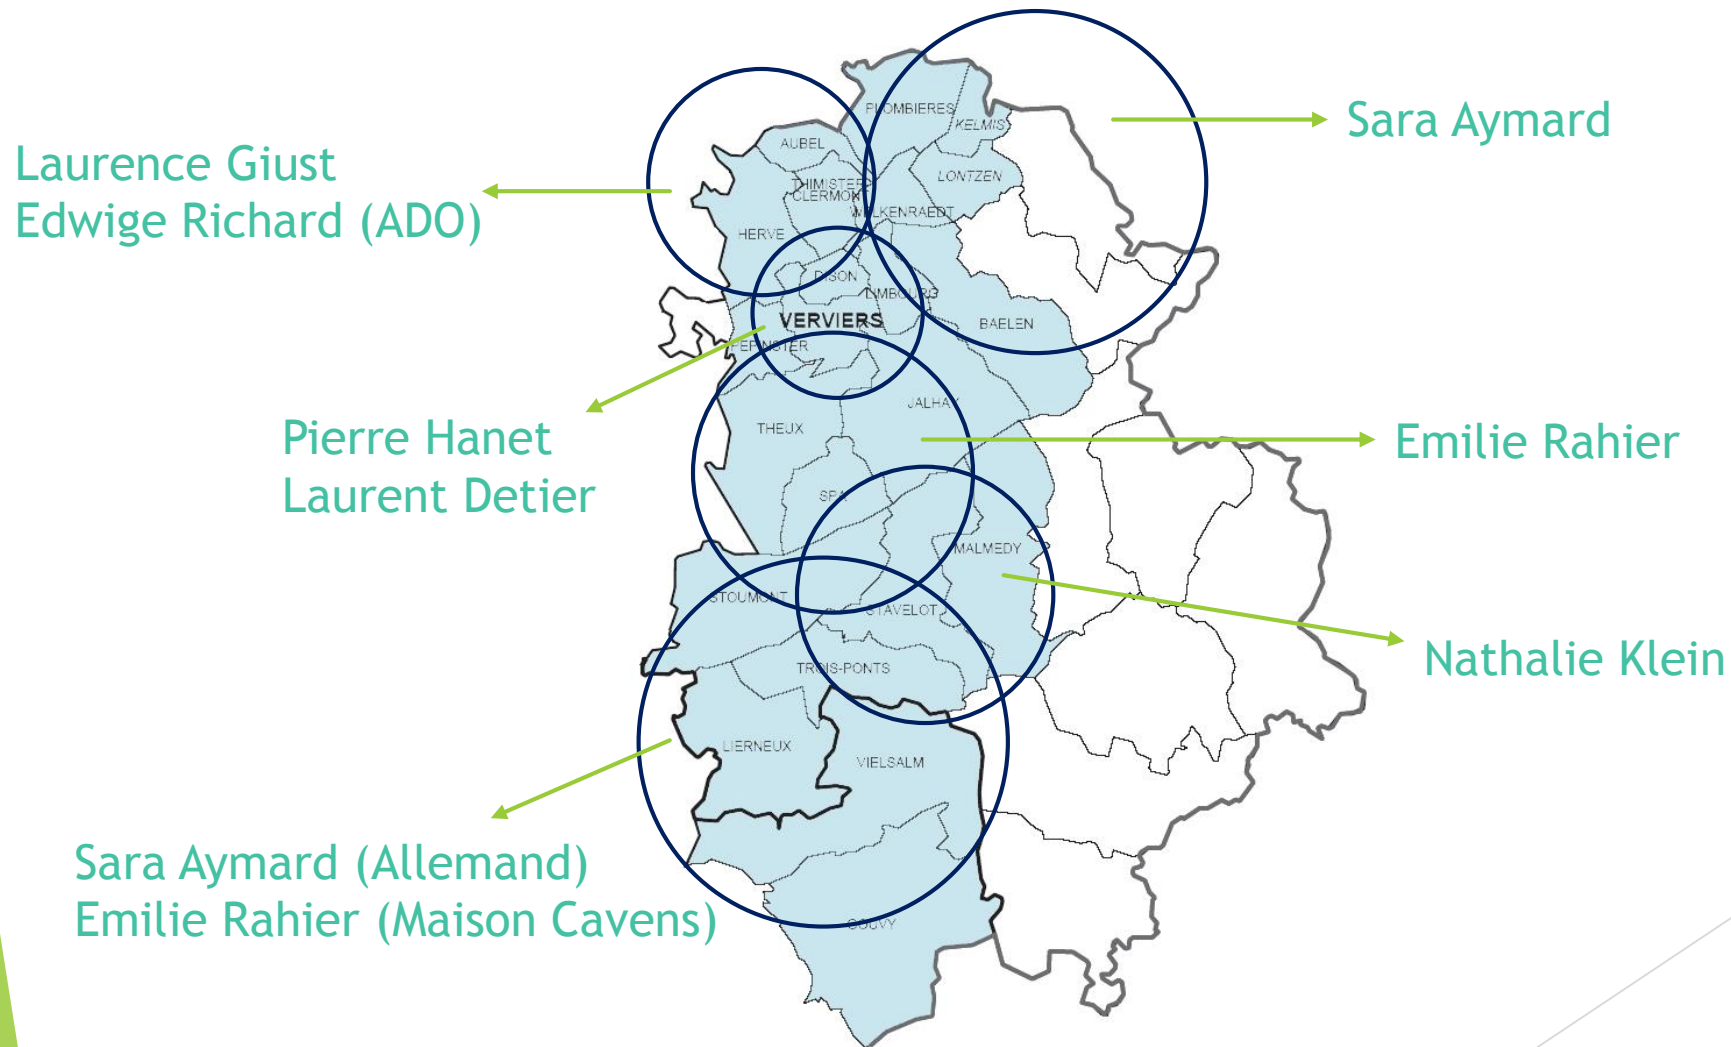 PLOMBIERES
Sara Aymard
KELMIS
AUBEL
Laurence Giust
Edwige Richard (ADO)
THIMISTER
CLERMONT
LONTZEN
WELKENRAEDT
HERVE
DISON
LIMBOURG
VERVIERS
BAELEN
PEPINSTER
JALHAY
THEUX
Pierre Hanet
Laurent Detier
Emilie Rahier
SPA
MALMEDY
STOUMONT
STAVELOT
Nathalie Klein
TROIS-PONTS
LIERNEUX
VIELSALM
Sara Aymard (Allemand)
Emilie Rahier (Maison Cavens)
GOUVY